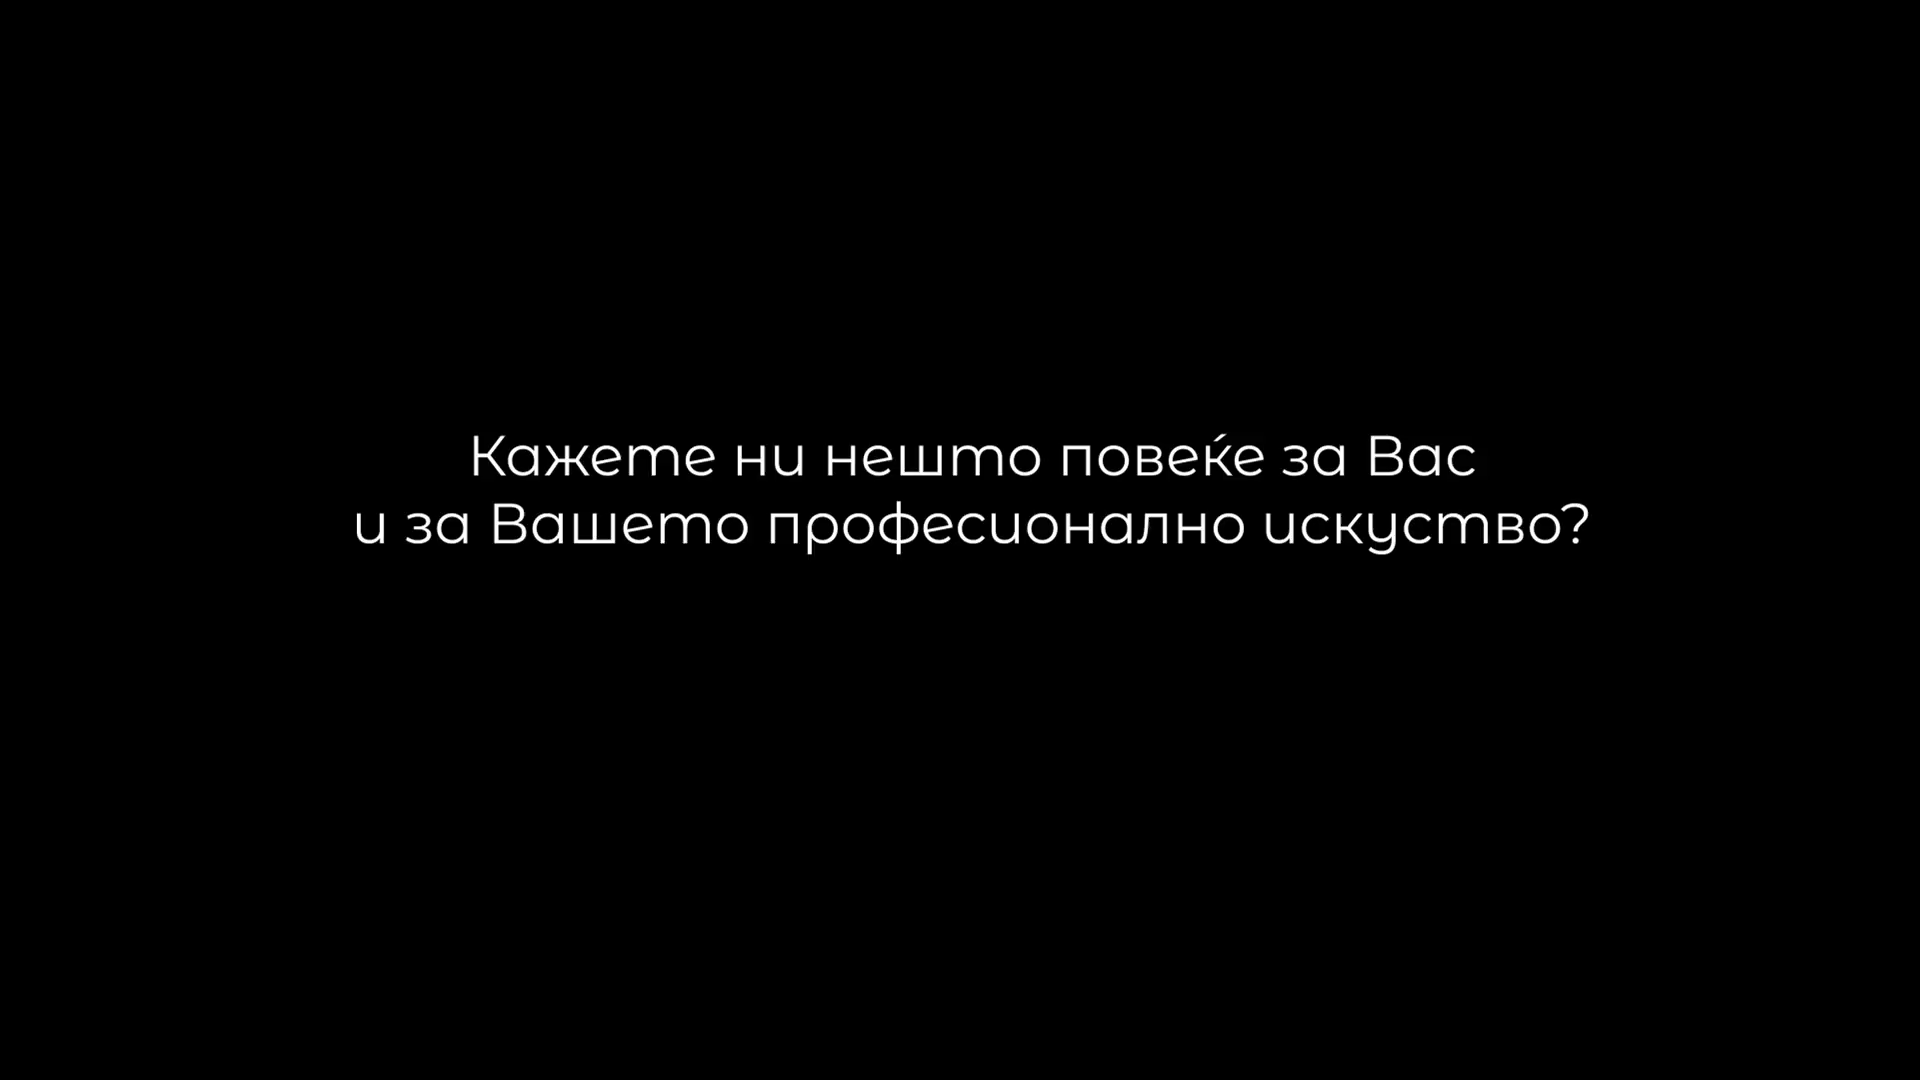 Кажете ни нешто повеќе за Вас
и за Вашето професионално искуство?